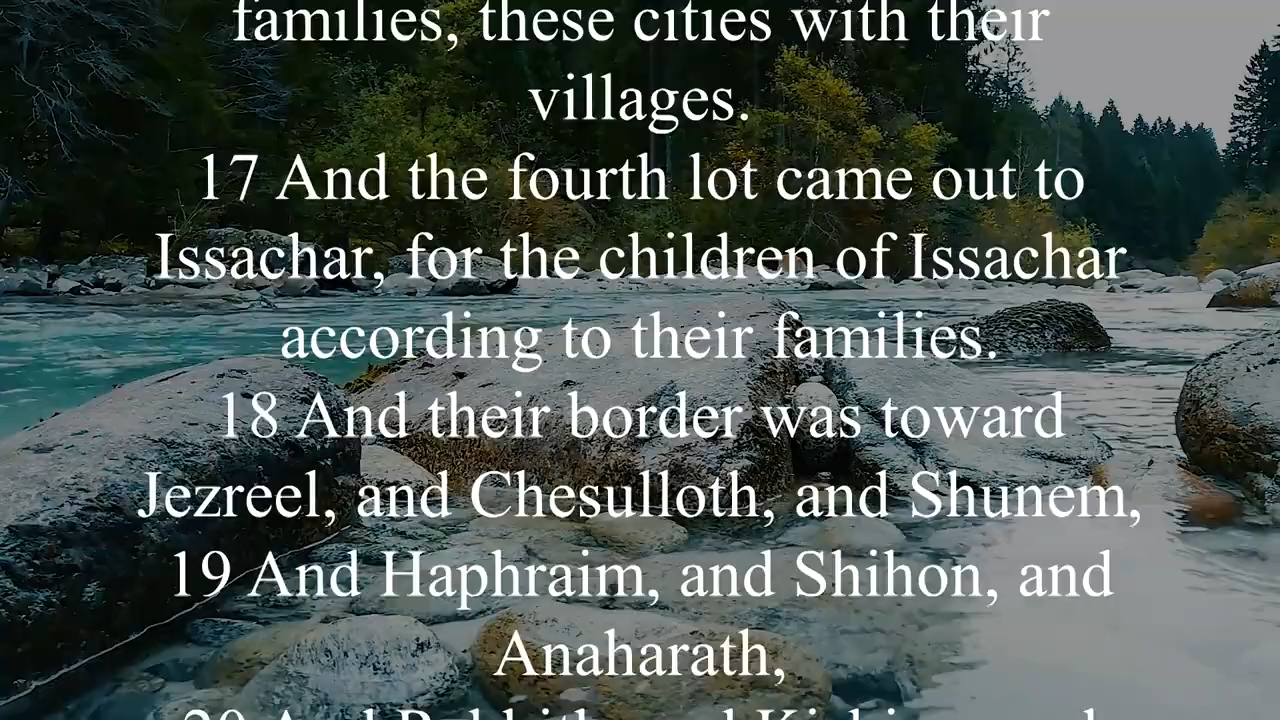 families, these cities with their
villages.
17 And the fourth lot came out to
Issachar, for the children of Issachar
according to their families.
18 And their border was toward
Jezreel, and Chesulloth, and Shunem,
19 And Haphraim, and Shihon, and
Anaharath,
20 And